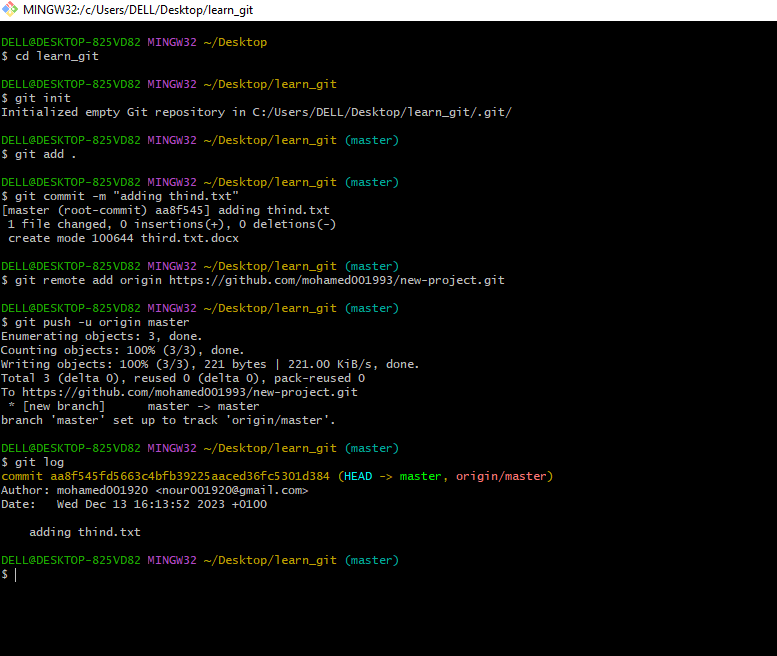 MINGW32:/c/Users/DELL/Desktop/learn_git
DELL@DESKTOP-825VD82 MINGW32 ~/Desktop
$ cd learn_git
DELL@DESKTOP-825VD82 MINGW32 ~/Desktop/learn_git
$ git init
Initialized empty Git repository in C:/Users/DELL/Desktop/learn_git/.git/
DELL@DESKTOP-825VD82 MINGW32 ~/Desktop/learn_git (master)
$ git add .
DELL@DESKTOP-825VD82 MINGW32 ~/Desktop/learn_git (master)
$ git commit -m "adding thind.txt"
[master (root-commit) aa8f545] adding thind.txt
 1 file changed, 0 insertions(+), 0 deletions(-)
 create mode 100644 third.txt.docx
DELL@DESKTOP-825VD82 MINGW32 ~/Desktop/learn_git (master)
$ git remote add origin https://github.com/mohamed001993/new-project.git
DELL@DESKTOP-825VD82 MINGW32 ~/Desktop/learn_git (master)
$ git push -u origin master
Enumerating objects: 3, done.
Counting objects: 100% (3/3), done.
Writing objects: 100% (3/3), 221 bytes | 221.00 KiB/s, done.
Total 3 (delta 0), reused 0 (delta 0), pack-reused 0
To https://github.com/mohamed001993/new-project.git
 * [new branch]      master -> master
branch 'master' set up to track 'origin/master'.
DELL@DESKTOP-825VD82 MINGW32 ~/Desktop/learn_git (master)
$ git log
commit aa8f545fd5663c4bfb39225aaced36fc5301d384 (HEAD -> master, origin/master)
Author: mohamed001920 <nour001920@gmail.com>
Date:   Wed Dec 13 16:13:52 2023 +0100
    adding thind.txt
DELL@DESKTOP-825VD82 MINGW32 ~/Desktop/learn_git (master)
$